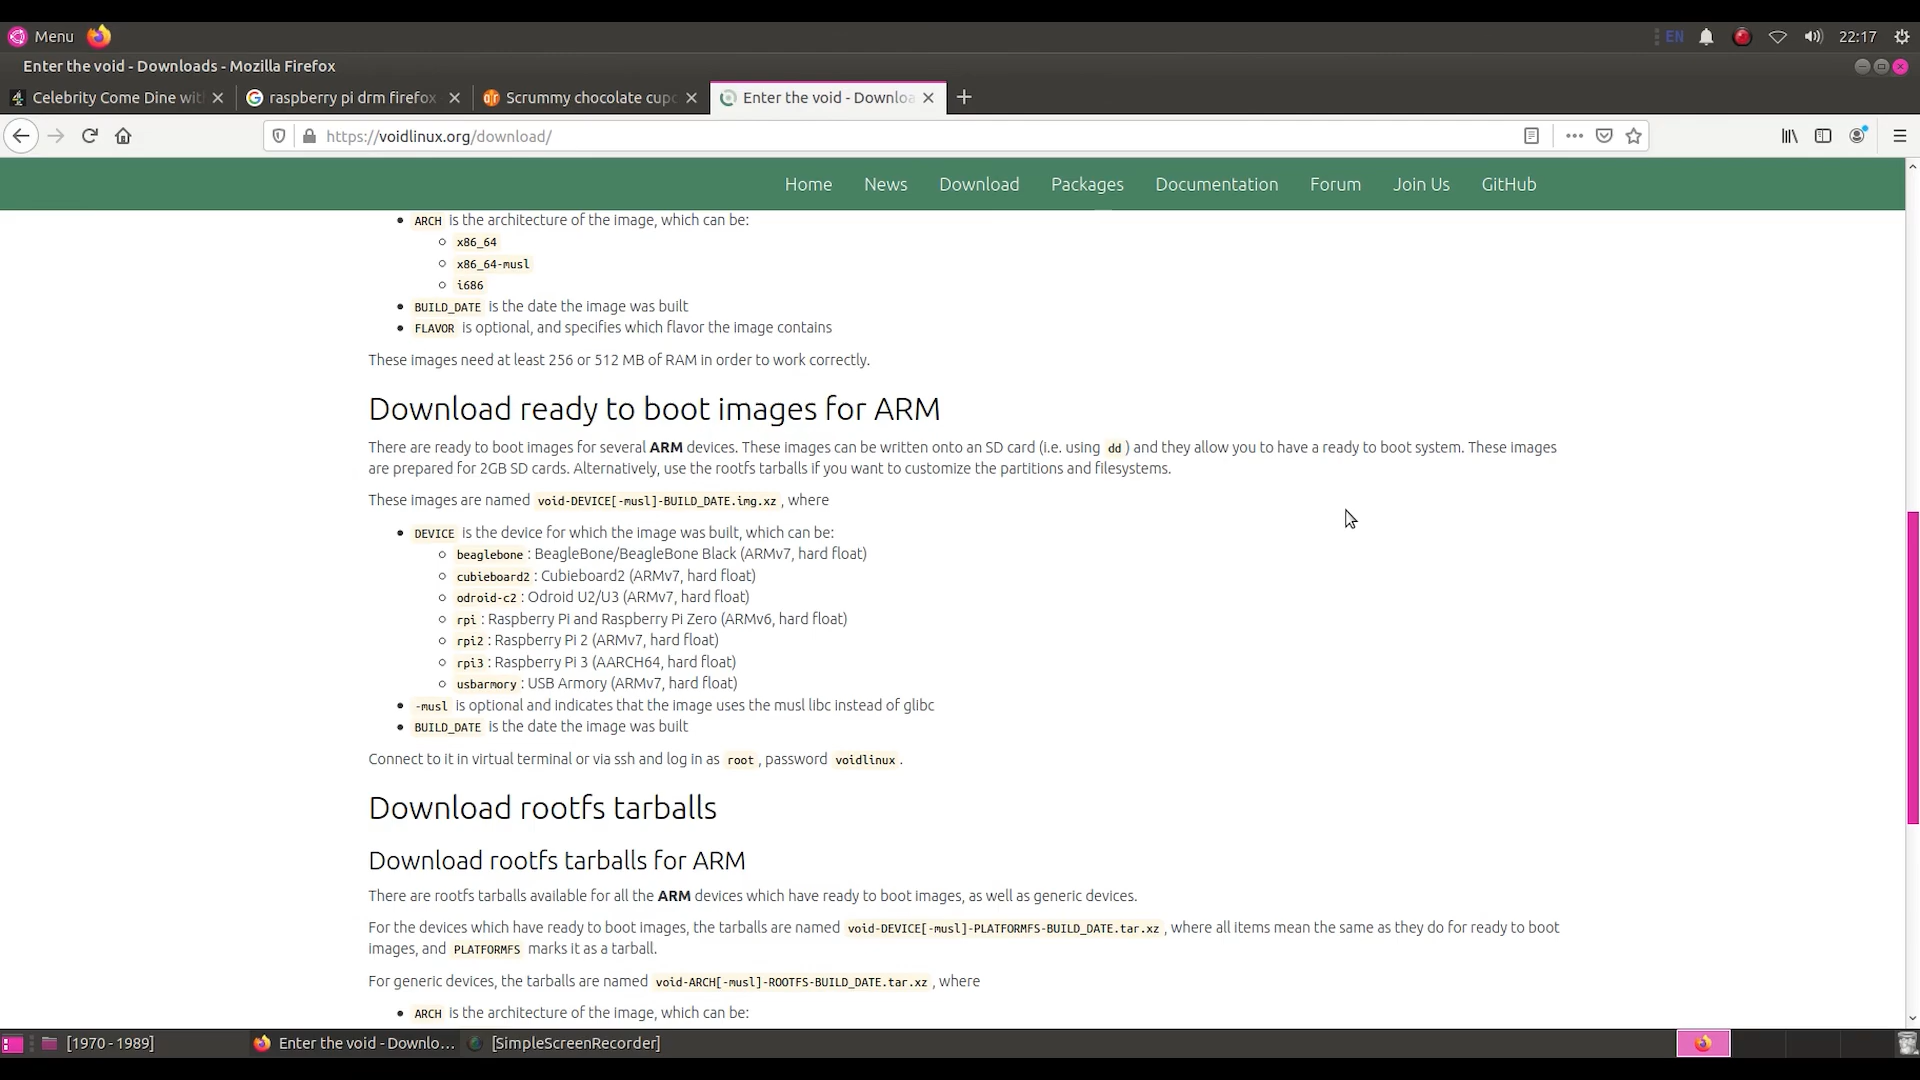 Menu
EN
22:17
Enter the void - Downloads - Mozilla Firefox
Celebrity Come Dine wit
raspberry pi drm firefox
Scrummy chocolate cupc
Enter the void - Downloa
https://voidlinux.org/download/
Home News Download Packages Documentation Forum Join Us GitHub
ARCH is the architecture of the image, which can be:
x86_64
x86_64-musl
i686
BUILD_DATE is the date the image was built
FLAVOR is optional, and specifies which flavor the image contains
These images need at least 256 or 512 MB of RAM in order to work correctly.
Download ready to boot images for ARM
There are ready to boot images for several ARM devices. These images can be written onto an SD card (i.e. using dd ) and they allow you to have a ready to boot system. These images
are prepared for 2GB SD cards. Alternatively, use the rootfs tarballs if you want to customize the partitions and filesystems.
These images are named void-DEVICE[-musl]-BUILD_DATE.img.xz , where
DEVICE is the device for which the image was built, which can be:
beaglebone : BeagleBone/BeagleBone Black (ARMv7, hard float)
cubieboard2 : Cubieboard2 (ARMv7, hard float)
odroid-c2 : Odroid U2/U3 (ARMv7, hard float)
rpi : Raspberry Pi and Raspberry Pi Zero (ARMv6, hard float)
rpi2 : Raspberry Pi 2 (ARMv7, hard float)
rpi3 : Raspberry Pi 3 (AARCH64, hard float)
usbarmory : USB Armory (ARMv7, hard float)
-musl is optional and indicates that the image uses the musl libc instead of glibc
BUILD_DATE is the date the image was built
Connect to it in virtual terminal or via ssh and log in as root , password voidlinux .
Download rootfs tarballs
Download rootfs tarballs for ARM
There are rootfs tarballs available for all the ARM devices which have ready to boot images, as well as generic devices.
For the devices which have ready to boot images, the tarballs are named void-DEVICE[-musl]-PLATFORMFS-BUILD_DATE.tar.xz , where all items mean the same as they do for ready to boot
images, and PLATFORMFS marks it as a tarball.
For generic devices, the tarballs are named void-ARCH[-musl]-ROOTFS-BUILD_DATE.tar.xz , where
ARCH is the architecture of the image, which can be:
[1970 - 1989]
Enter the void - Downlo...
[SimpleScreenRecorder]